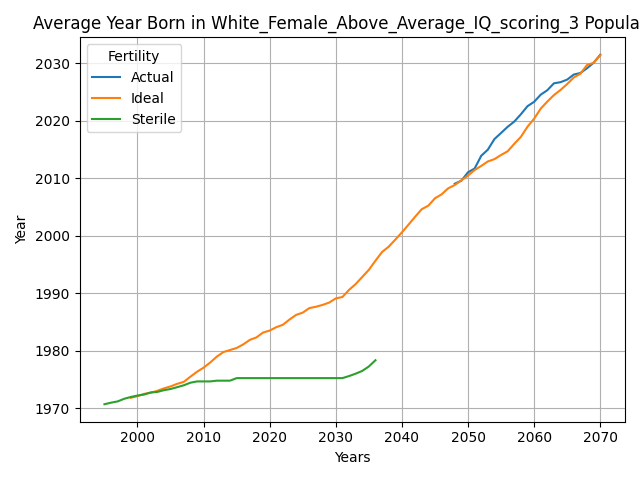 Average Year Born in White_Female_Above_Average_IQ_scoring_3 Popula
Fertility
Actual
Ideal
Sterile
2030
2020
2010
2000
1990
1980
1970
Year
2000 2010 2020 2030 2040 2050 2060 2070
Years